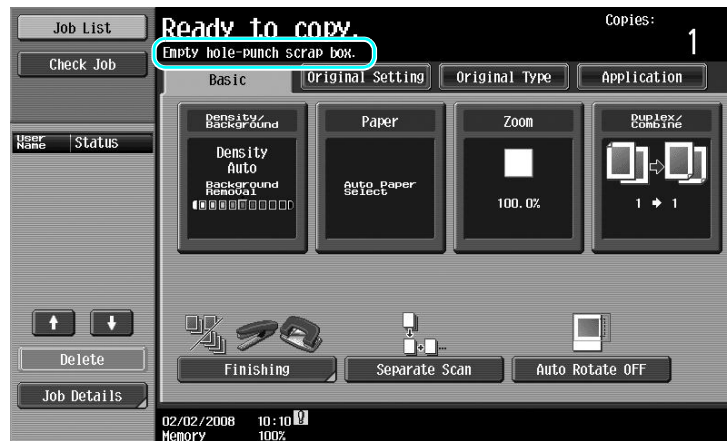 Job List
Check Job
User Name
Status
Delete
Job Details
Ready to copy.
Empty hole-punch scrap box.
Copies:
1
Basic
Original Setting
Original Type
Application
Density/
Background
Density
Auto
Background
Removal
Paper
Auto Paper
Select
Zoom
100.0%
Duplex/
Combine
1 → 1
Finishing
Separate Scan
Auto Rotate OFF
02/02/2008 10:10
Memory 100%